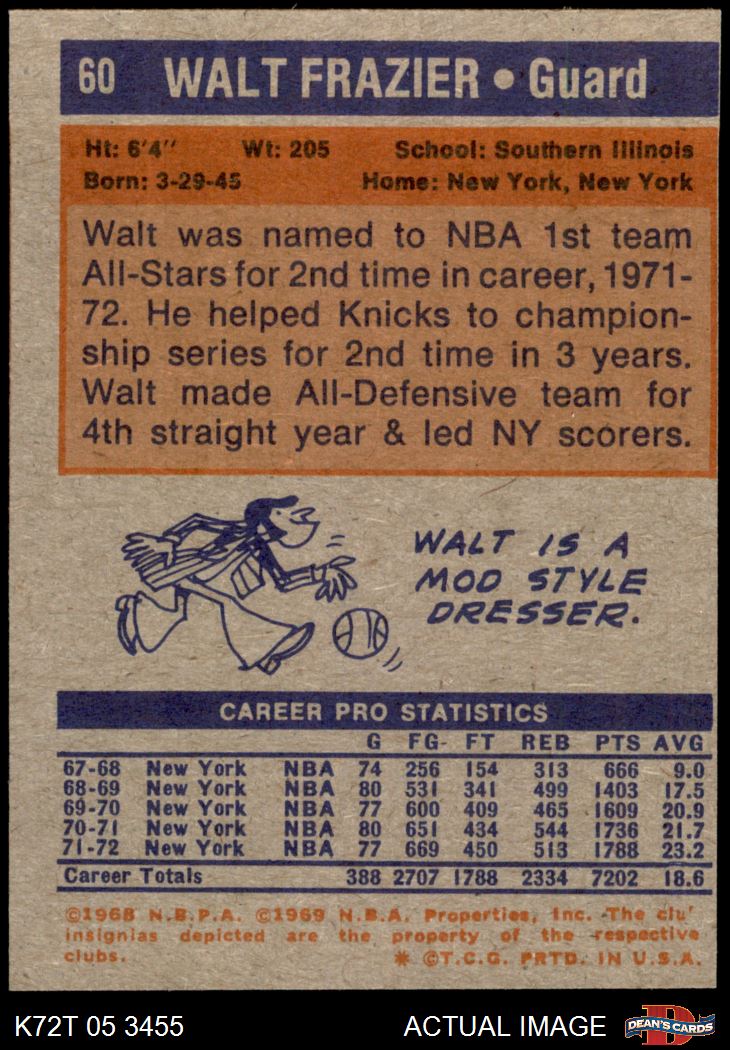 60 WALT FRAZIER • Guard
Ht: 6'4" Wt: 205 School: Southern Illinois
Born: 3-29-45 Home: New York, New York
Walt was named to NBA 1st team
All-Stars for 2nd time in career, 1971-
72. He helped Knicks to champion-
ship series for 2nd time in 3 years.
Walt made All-Defensive team for
4th straight year & led NY scorers.
WALT IS A
MOD STYLE
DRESSER.
CAREER PRO STATISTICS
G FG- FT REB PTS AVG
67-68 New York NBA 74 256 154 313 666 9.0
68-69 New York NBA 80 531 341 499 1403 17.5
69-70 New York NBA 77 600 409 465 1609 20.9
70-71 New York NBA 80 651 434 544 1736 21.7
71-72 New York NBA 77 669 450 513 1788 23.2
Career Totals 388 2707 1788 2334 7202 18.6
©1968 N.B.P.A. ©1969 N.B.A. Properties, Inc. The clu'
insignias depicted are the property of the respective
clubs. * ©T.C.G. PRTD. IN U.S.A.
K72T 05 3455 ACTUAL IMAGE D DEAN'S CARDS